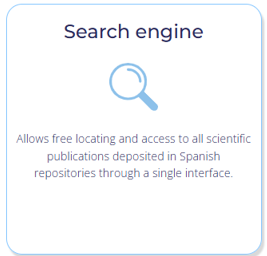 Search engine
Allows free locating and access to all scientific
publications deposited in Spanish
repositories through a single interface.